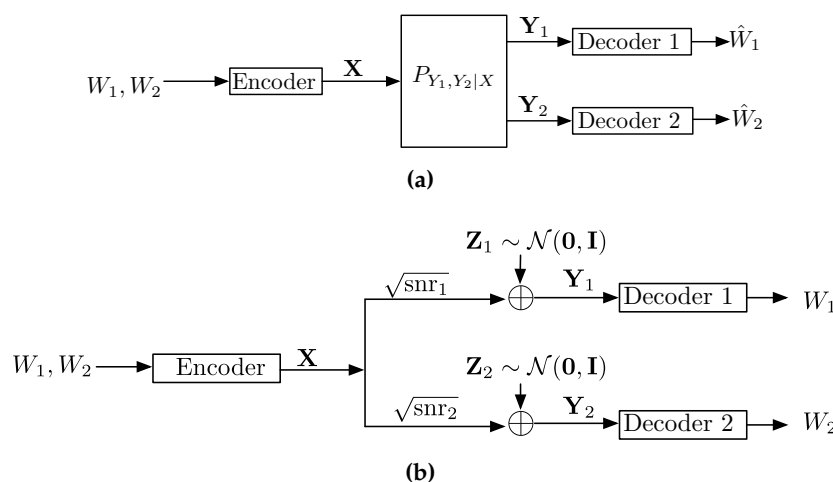 W₁, W₂ Encoder X P_{Y₁,Y₂|X} Y₁ Decoder 1 Ŵ₁
Y₂ Decoder 2 Ŵ₂
(a)
Z₁ ∼ 𝒩(0, I)
√snr₁ Y₁ Decoder 1 W₁
W₁, W₂ Encoder X
Z₂ ∼ 𝒩(0, I)
√snr₂ Y₂ Decoder 2 W₂
(b)